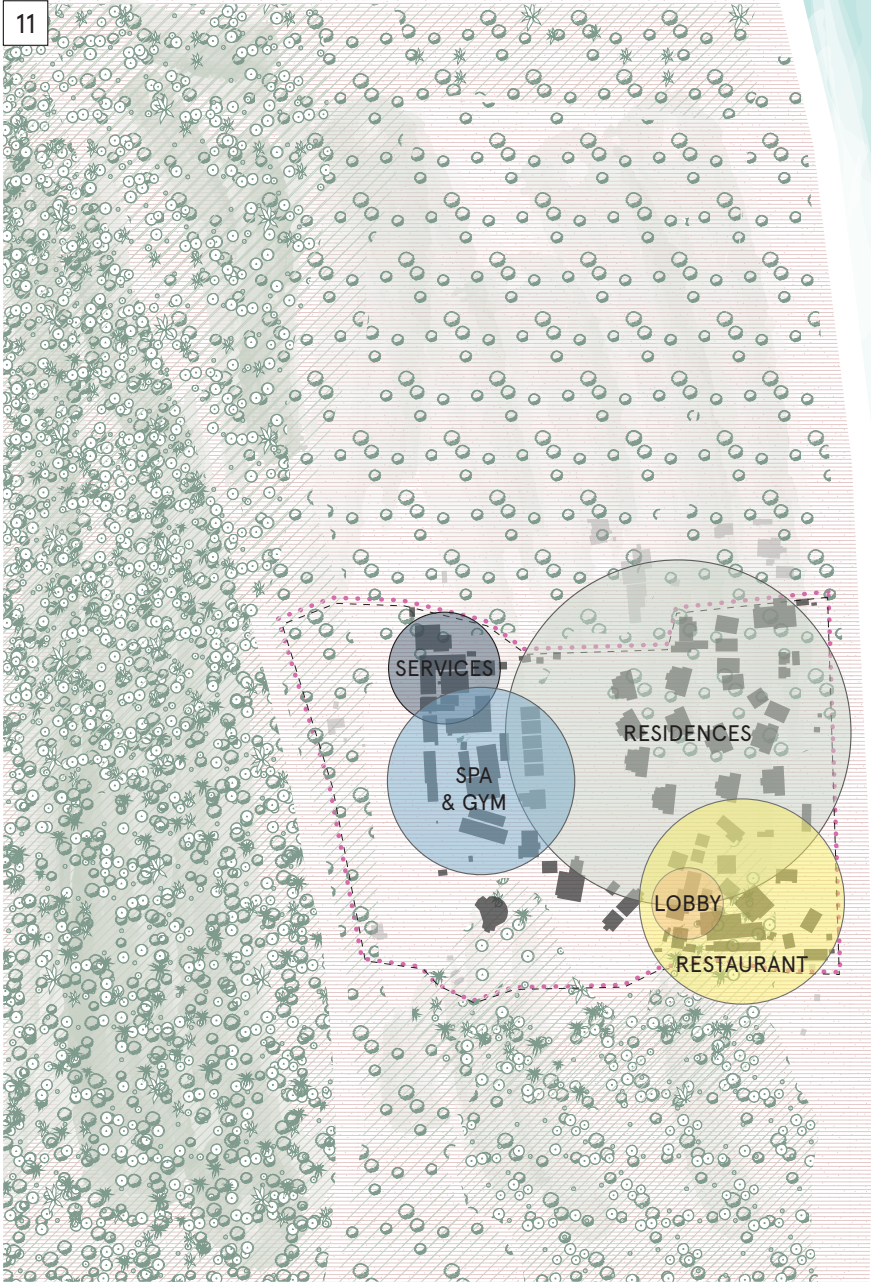 11
SERVICES
RESIDENCES
SPA
& GYM
LOBBY
RESTAURANT